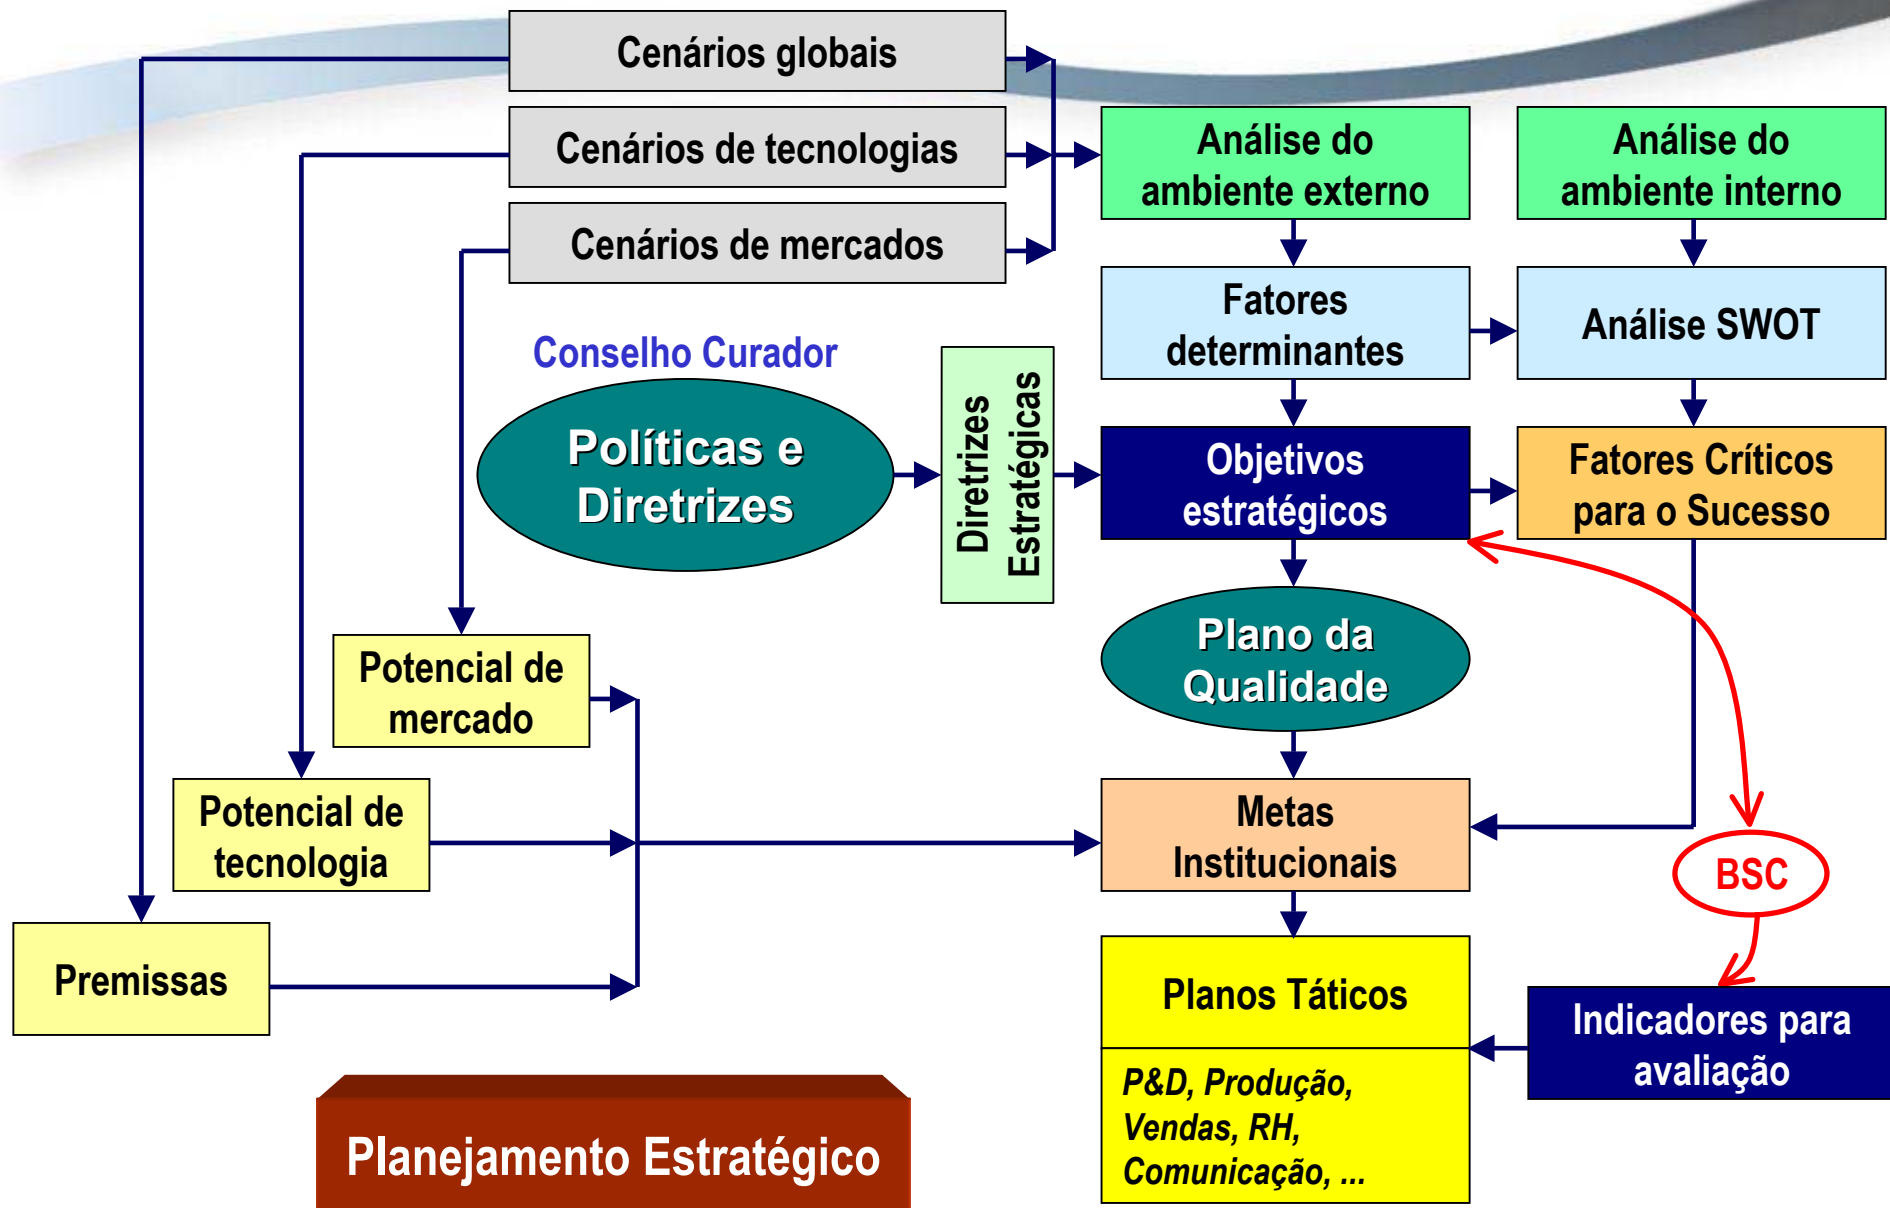 Cenários globais
Cenários de tecnologias
Cenários de mercados
Análise do
ambiente externo
Análise do
ambiente interno
Fatores
determinantes
Análise SWOT
Conselho Curador
Políticas e
Diretrizes
Diretrizes
Estratégicas
Objetivos
estratégicos
Fatores Críticos
para o Sucesso
Plano da
Qualidade
Potencial de
mercado
Potencial de
tecnologia
Metas
Institucionais
BSC
Premissas
Planos Táticos
Indicadores para
avaliação
P&D, Produção,
Vendas, RH,
Comunicação, ...
Planejamento Estratégico